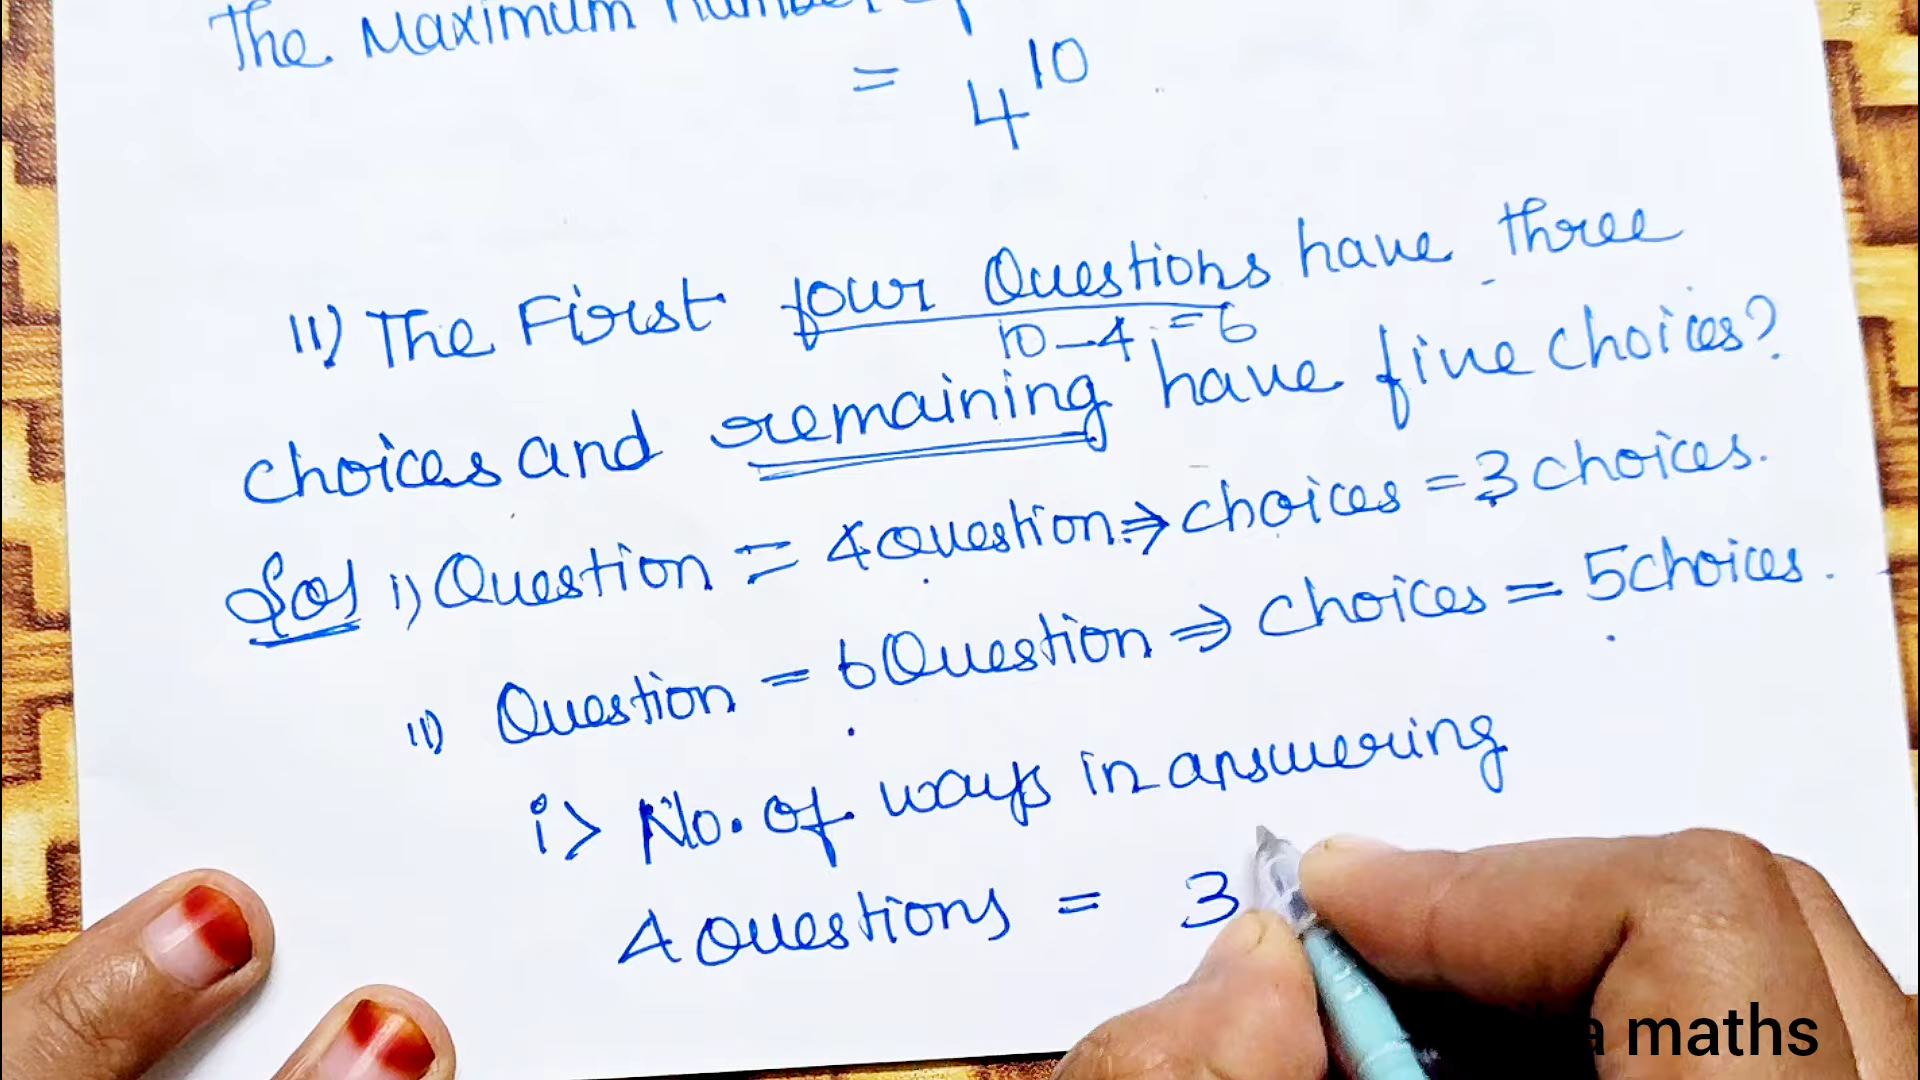 The Maximum number
= 4^10
II) The First four Questions have three
10-4=6
choices and remaining have five choices?
Sol i) Question = 4 Question ⇒ choices = 3 choices.
II) Question = 6 Question ⇒ choices = 5 choices.
i> No. of ways in answering
4 Questions = 3
a maths